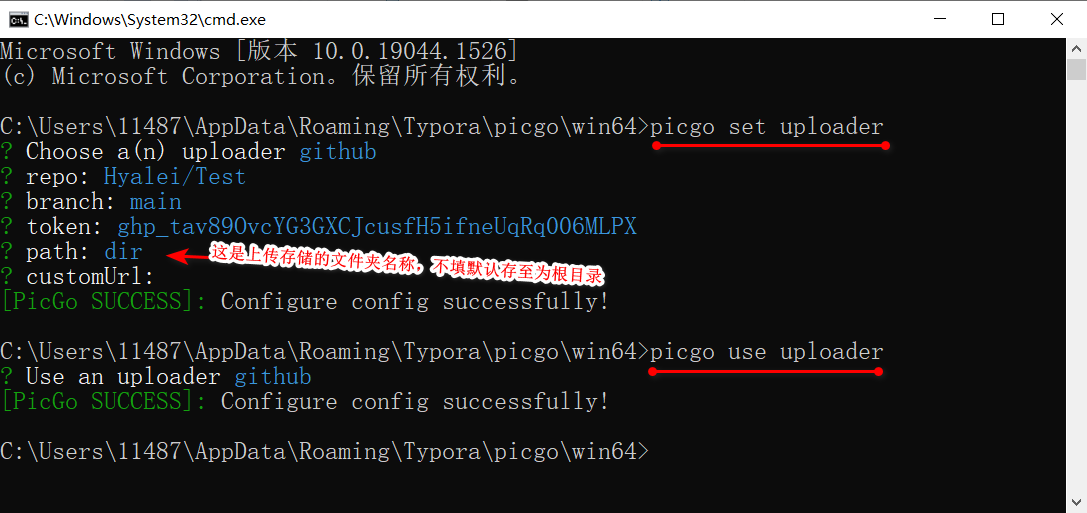 C:\Windows\System32\cmd.exe
Microsoft Windows [版本 10.0.19044.1526]
(c) Microsoft Corporation。保留所有权利。
C:\Users\11487\AppData\Roaming\Typora\picgo\win64>picgo set uploader
? Choose a(n) uploader github
? repo: Hyalei/Test
? branch: main
? token: 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
? path: dir
这是上传存储的文件夹名称，不填默认存至为根目录
? customUrl:
[PicGo SUCCESS]: Configure config successfully!
C:\Users\11487\AppData\Roaming\Typora\picgo\win64>picgo use uploader
? Use an uploader github
[PicGo SUCCESS]: Configure config successfully!
C:\Users\11487\AppData\Roaming\Typora\picgo\win64>